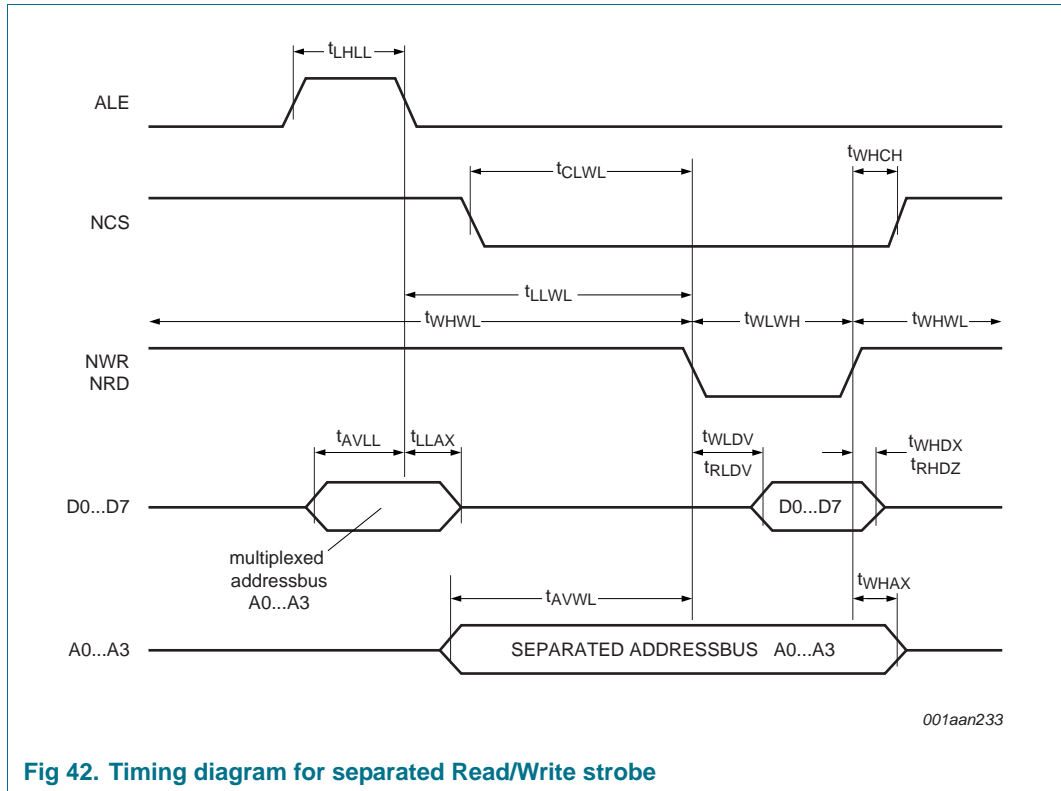 tLHLL
ALE
tCLWL
tWHCH
NCS
tLLWL
tWHWL
tWLWH
tWHWL
NWR
NRD
tAVLL
tLLAX
tWLDV
tRLDV
tWHDX
tRHDZ
D0...D7
D0...D7
multiplexed
addressbus
A0...A3
tAVWL
tWHAX
A0...A3
SEPARATED ADDRESSBUS A0...A3
001aan233
Fig 42. Timing diagram for separated Read/Write strobe